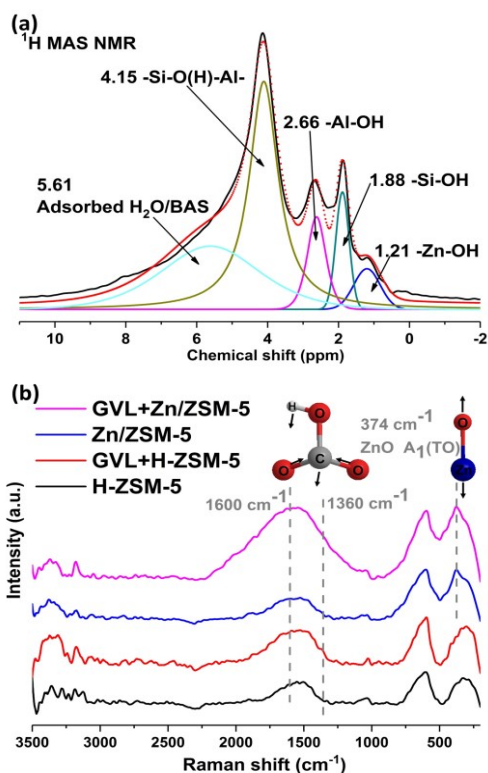 (a)
¹H MAS NMR
4.15 -Si-O(H)-Al-
2.66 -Al-OH
5.61
Adsorbed H₂O/BAS
1.88 -Si-OH
1.21 -Zn-OH
10 8 6 4 2 0 -2
Chemical shift (ppm)
(b)
GVL+Zn/ZSM-5
Zn/ZSM-5
GVL+H-ZSM-5
H-ZSM-5
H O C O O
374 cm⁻¹
ZnO A₁(TO)
O
1600 cm⁻¹
1360 cm⁻¹
Intensity (a.u.)
3500 3000 2500 2000 1500 1000 500
Raman shift (cm⁻¹)